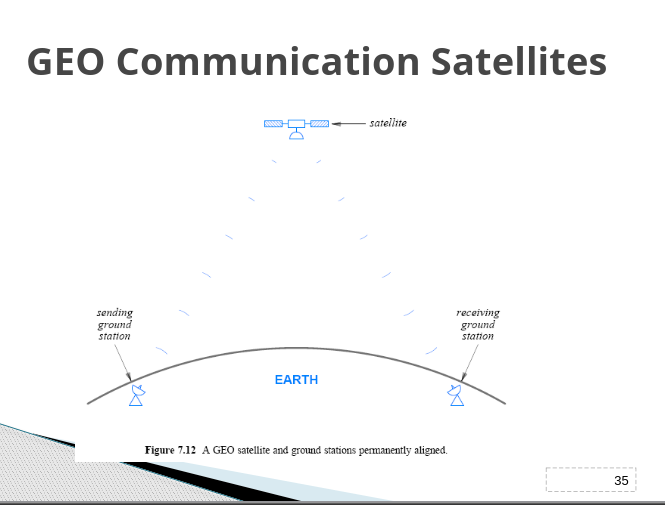 GEO Communication Satellites
satellite
sending
ground
station
receiving
ground
station
EARTH
Figure 7.12 A GEO satellite and ground stations permanently aligned.
35